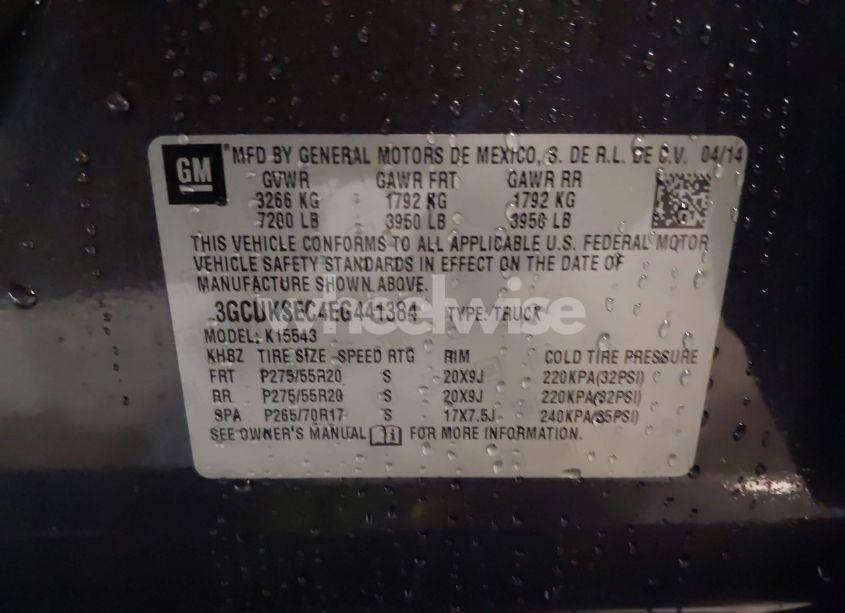 GM ® MFD BY GENERAL MOTORS DE MEXICO, S. DE R.L. DE C.V. 04/14
GVWR GAWR FRT GAWR RR
3266 KG 1792 KG 1792 KG
7200 LB 3950 LB 3950 LB
THIS VEHICLE CONFORMS TO ALL APPLICABLE U.S. FEDERAL MOTOR
VEHICLE SAFETY STANDARDS IN EFFECT ON THE DATE OF
MANUFACTURE SHOWN ABOVE.
3GCUKSEC4EG441384 TYPE: TRUCK
wheelwise
MODEL: K15543
KHBZ TIRE SIZE SPEED RTG RIM COLD TIRE PRESSURE
FRT P275/55R20 S 20X9J 220KPA(32PSI)
RR P275/55R20 S 20X9J 220KPA(32PSI)
SPA P265/70R17 S 17X7.5J 240KPA(35PSI)
SEE OWNER'S MANUAL FOR MORE INFORMATION.